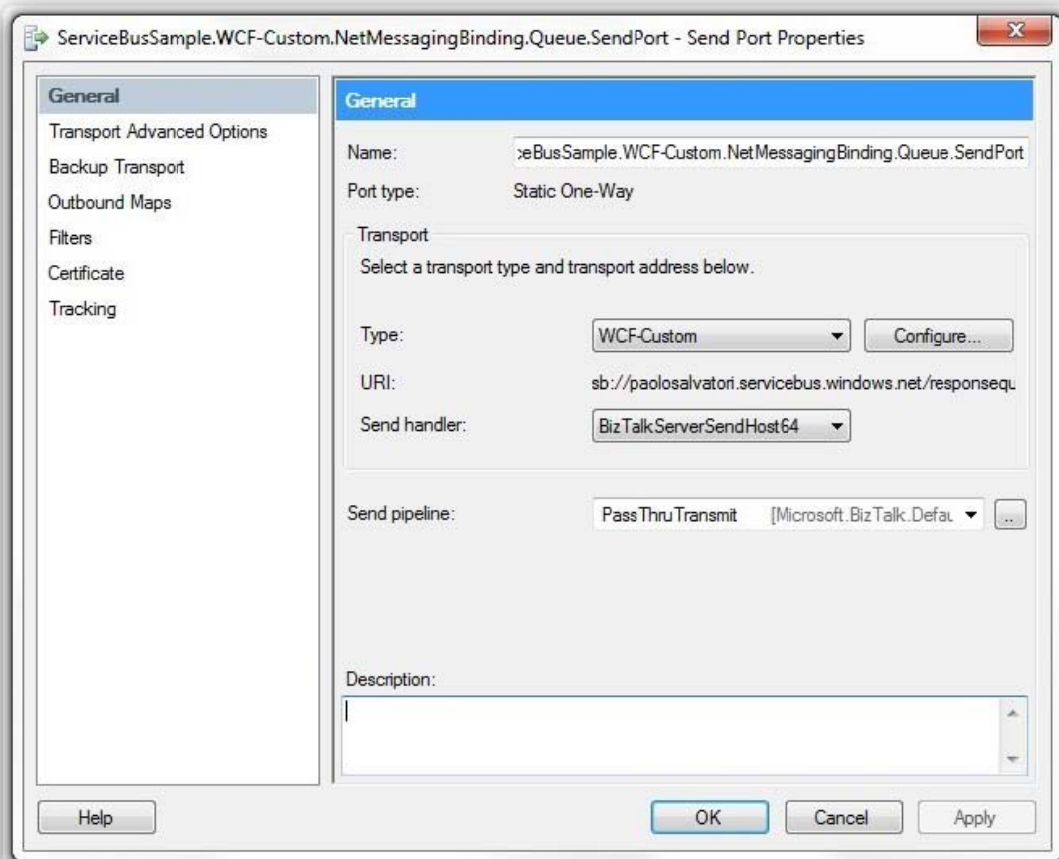 ServiceBusSample.WCF-Custom.NetMessagingBinding.Queue.SendPort - Send Port Properties
General
Transport Advanced Options
Backup Transport
Outbound Maps
Filters
Certificate
Tracking
General
Name: ceBusSample.WCF-Custom.NetMessagingBinding.Queue.SendPort
Port type: Static One-Way
Transport
Select a transport type and transport address below.
Type: WCF-Custom Configure...
URI: sb://paolosalvatori.servicebus.windows.net/responsequ
Send handler: BizTalkServerSendHost64
Send pipeline: PassThruTransmit [Microsoft.BizTalk.Defau ..
Description:
Help OK Cancel Apply